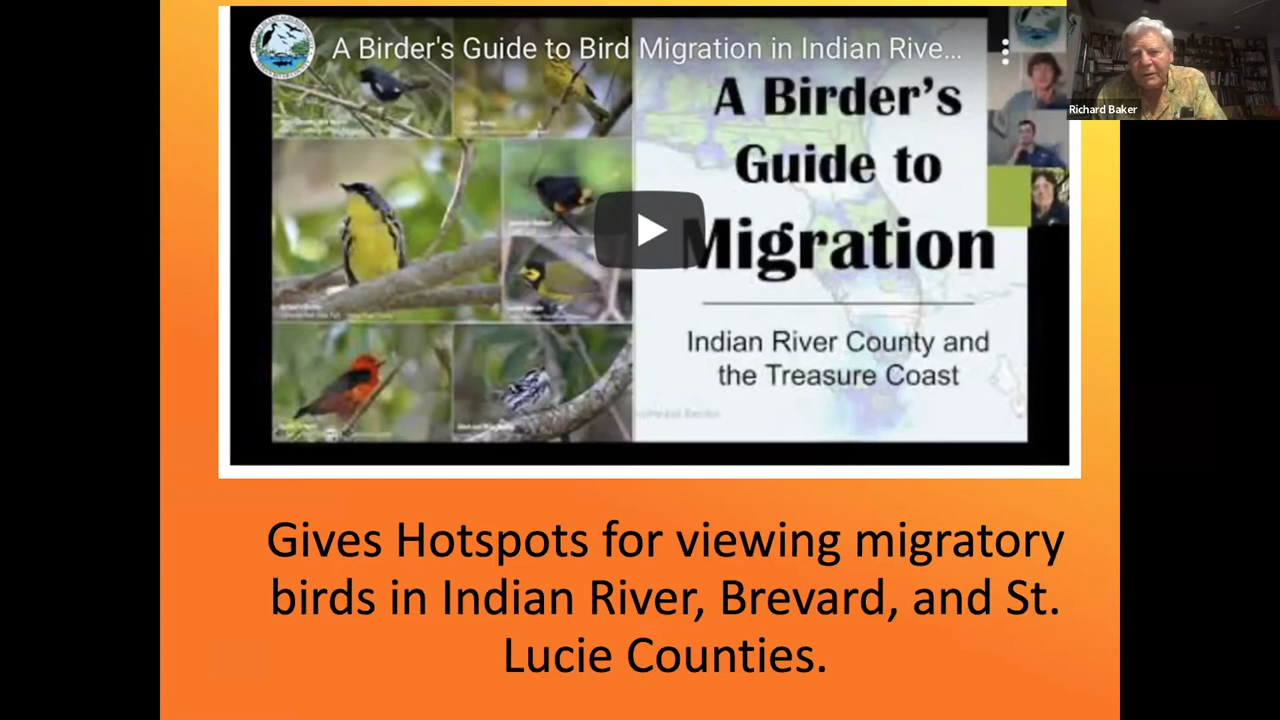 A Birder's Guide to Bird Migration in Indian Rive...
A Birder's
Guide to
Migration
Indian River County and
the Treasure Coast
Richard Baker
Gives Hotspots for viewing migratory
birds in Indian River, Brevard, and St.
Lucie Counties.